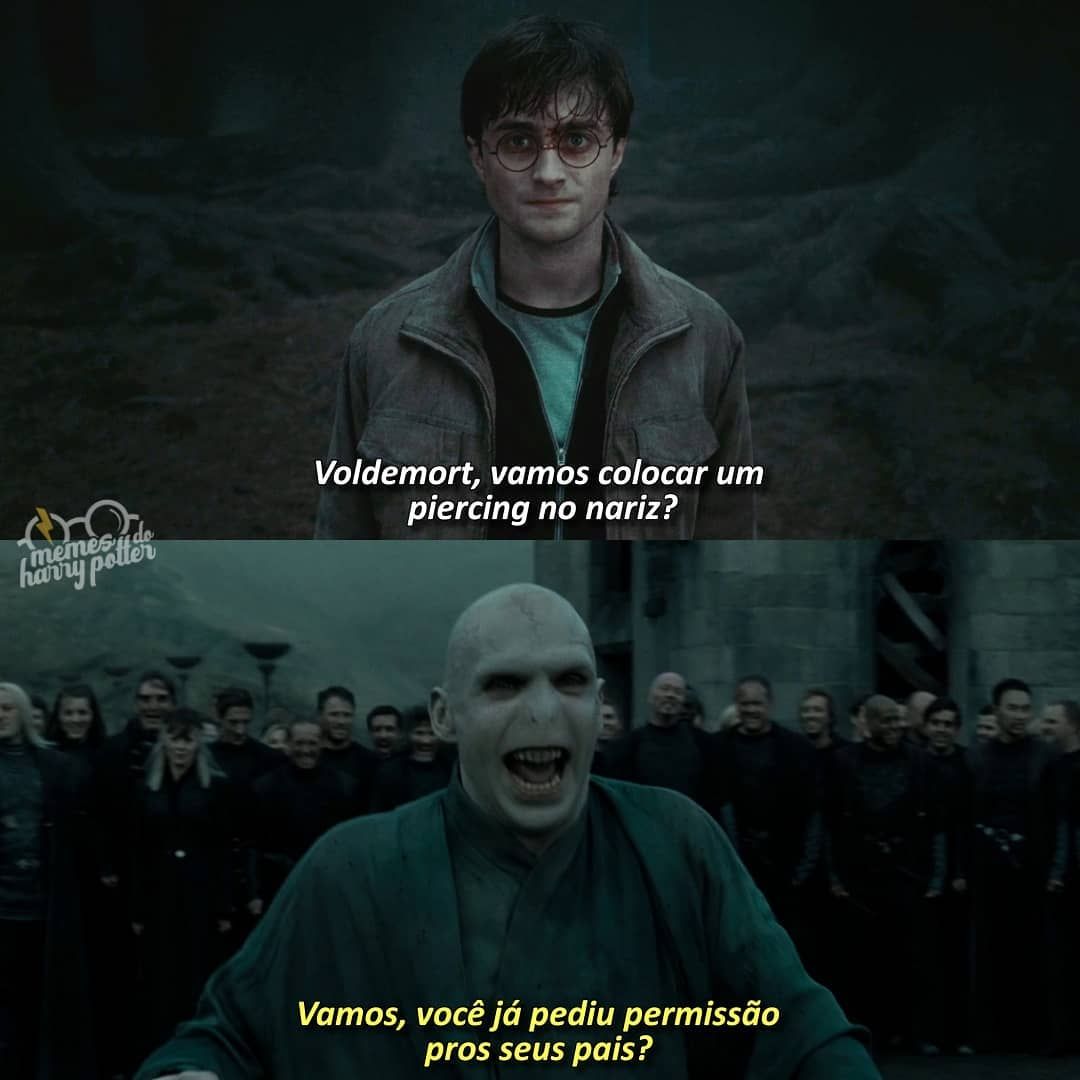 Voldemort, vamos colocar um
piercing no nariz?
memes do
harry potter
Vamos, você já pediu permissão
pros seus pais?